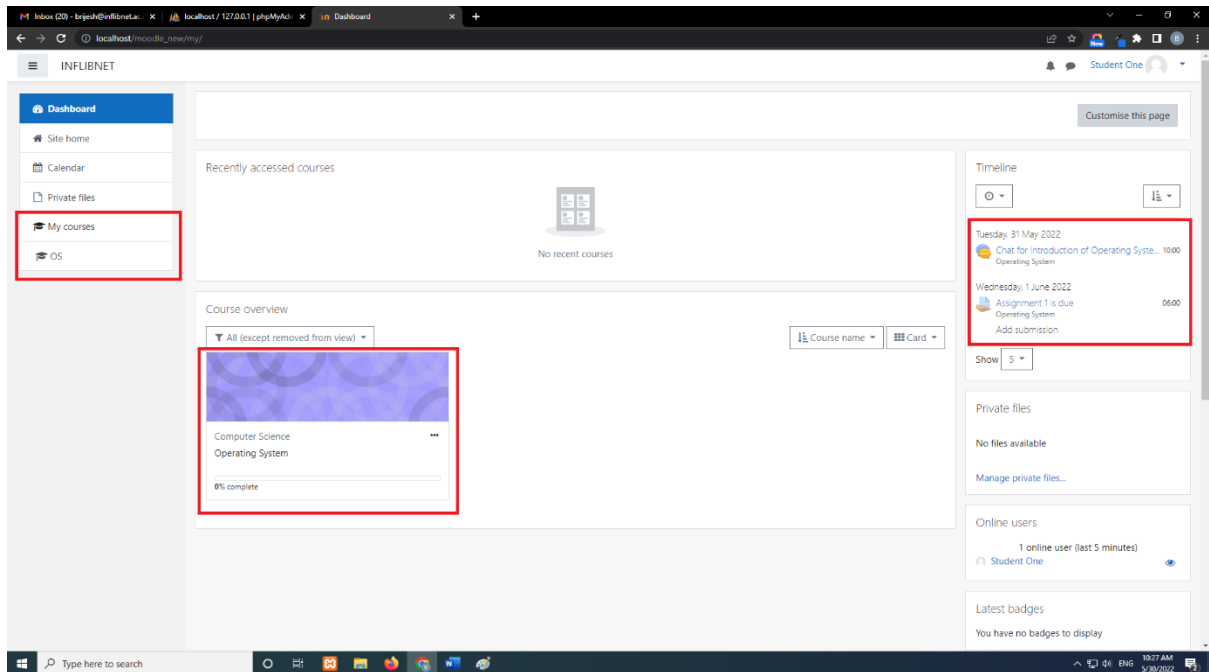 Inbox (20) - brijesh@inflibnet.ac.
localhost / 127.0.0.1 | phpMyAdn
Dashboard
localhost/moodle_new/my/
New
B
INFLIBNET
Student One
Dashboard
Site home
Calendar
Private files
My courses
OS
Customise this page
Recently accessed courses
No recent courses
Course overview
All (except removed from view)
Course name
Card
Computer Science
Operating System
0% complete
Timeline
Tuesday, 31 May 2022
Chat for Introduction of Operating Syste... 10:00
Operating System
Wednesday, 1 June 2022
Assignment 1 is due 06:00
Operating System
Add submission
Show 5
Private files
No files available
Manage private files...
Online users
1 online user (last 5 minutes)
Student One
Latest badges
You have no badges to display
Type here to search
ENG
10:27 AM
5/30/2022
2